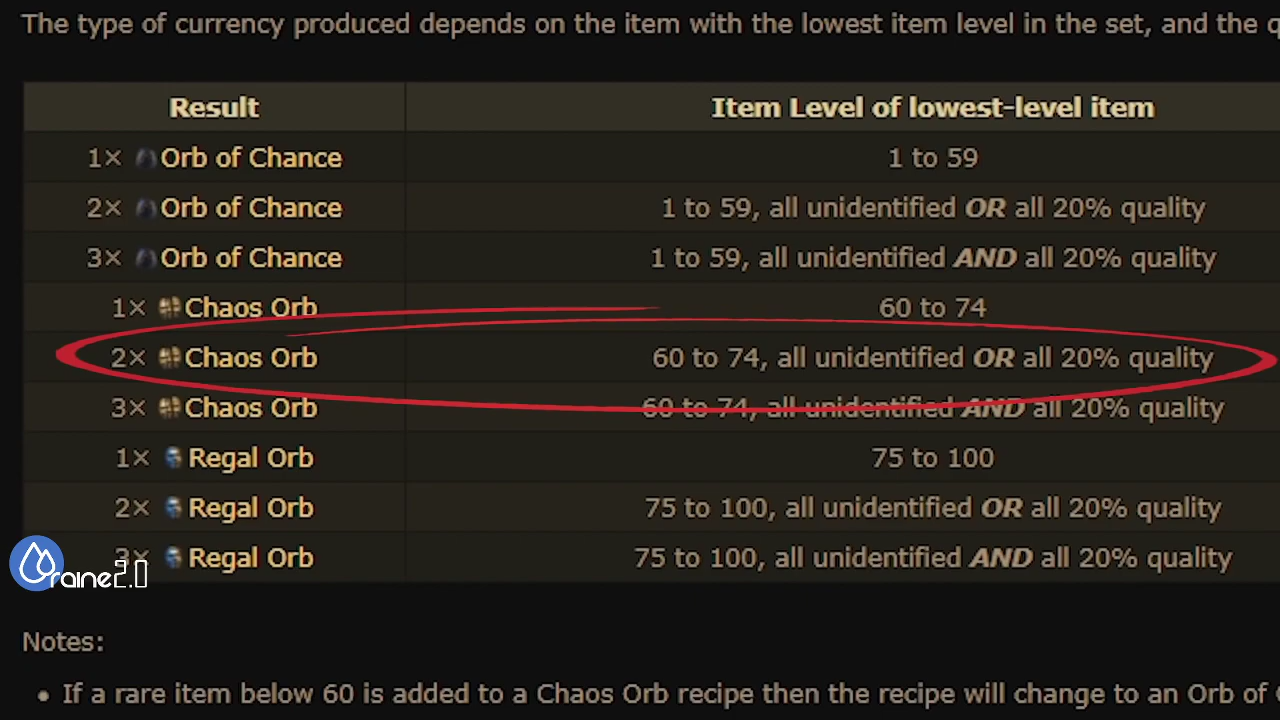 The type of currency produced depends on the item with the lowest item level in the set, and the
Result Item Level of lowest-level item
1× Orb of Chance 1 to 59
2× Orb of Chance 1 to 59, all unidentified OR all 20% quality
3× Orb of Chance 1 to 59, all unidentified AND all 20% quality
1× Chaos Orb 60 to 74
2× Chaos Orb 60 to 74, all unidentified OR all 20% quality
3× Chaos Orb 60 to 74, all unidentified AND all 20% quality
1× Regal Orb 75 to 100
2× Regal Orb 75 to 100, all unidentified OR all 20% quality
3× Regal Orb 75 to 100, all unidentified AND all 20% quality
raine2.0
Notes:
• If a rare item below 60 is added to a Chaos Orb recipe then the recipe will change to an Orb of